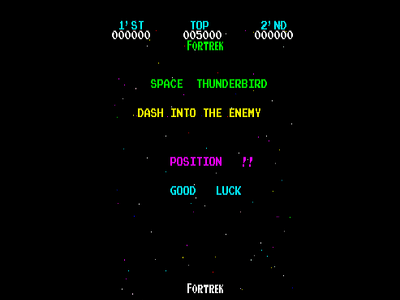 1'ST TOP 2'ND
000000 005000 000000
FORTREK
SPACE THUNDERBIRD
DASH INTO THE ENEMY
POSITION !!
GOOD LUCK
FORTREK